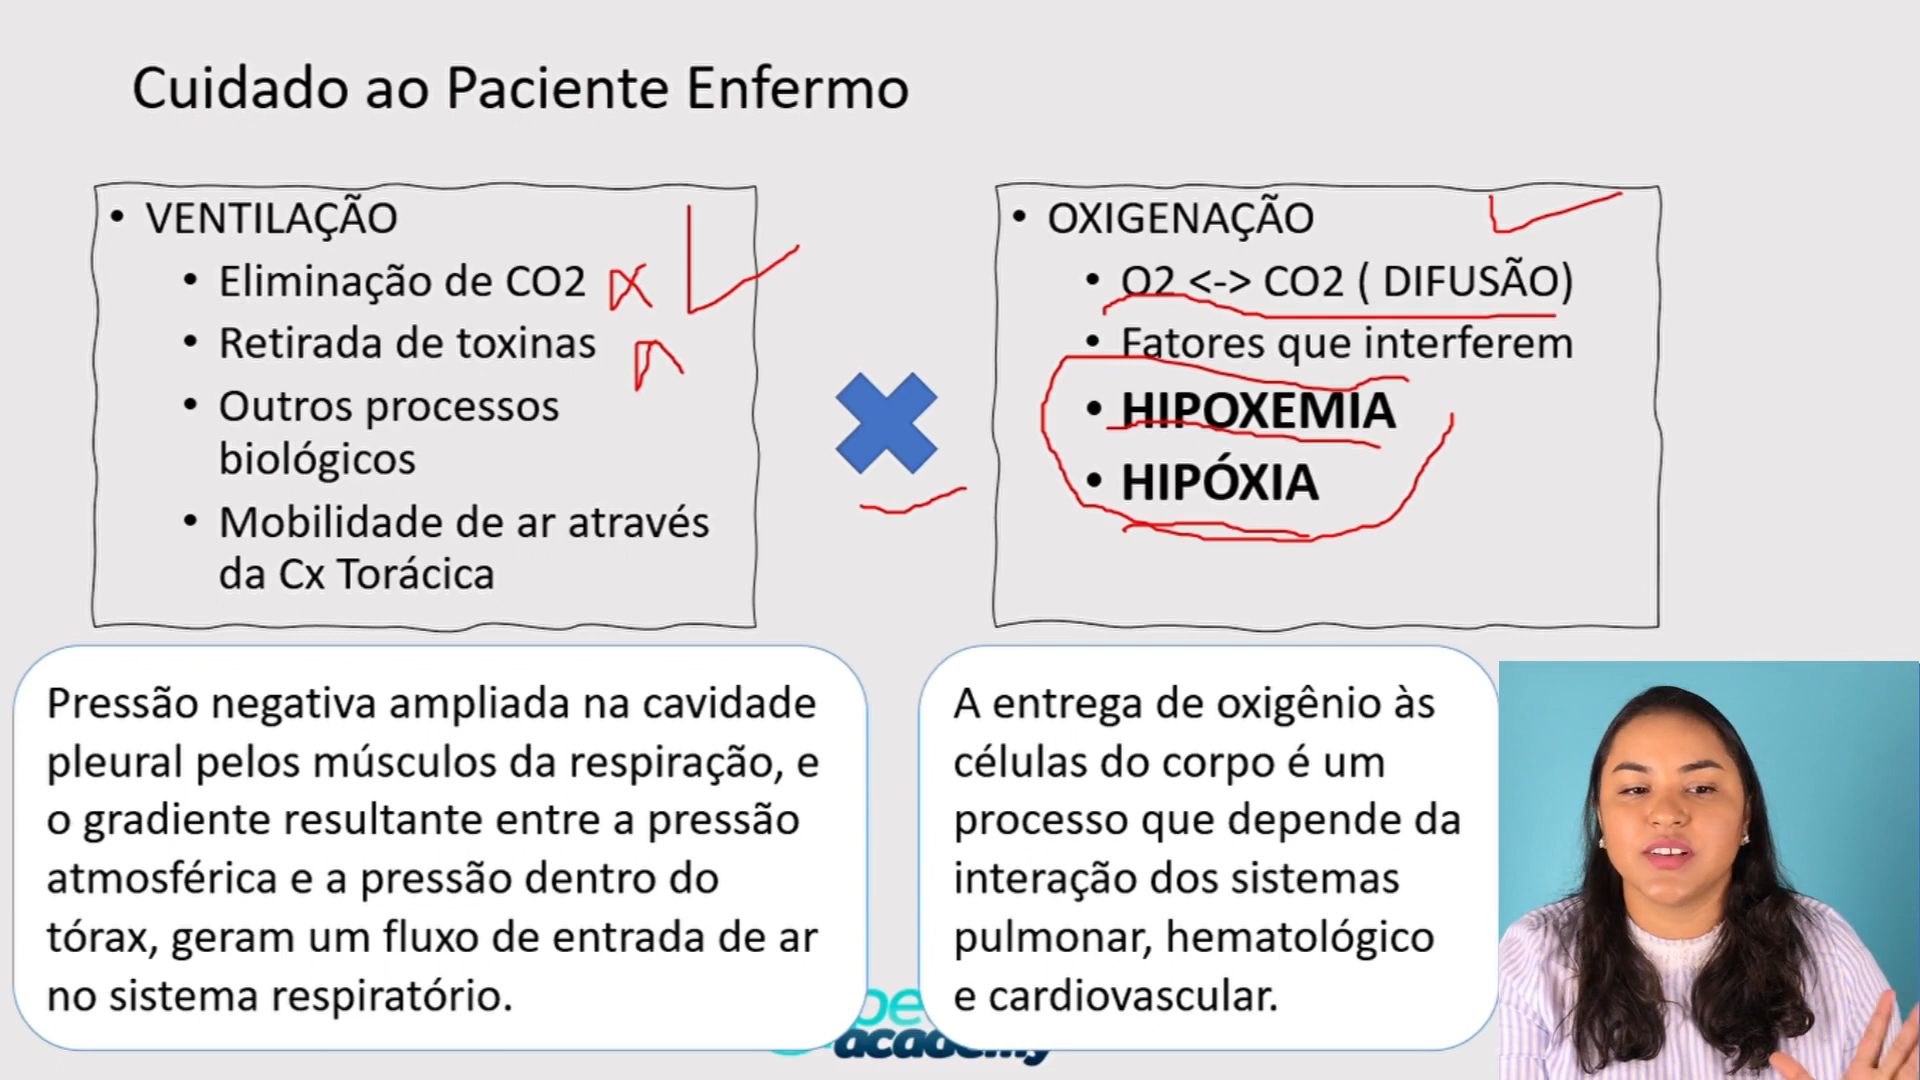 Cuidado ao Paciente Enfermo
• VENTILAÇÃO
• Eliminação de CO2
• Retirada de toxinas
• Outros processos
biológicos
• Mobilidade de ar através
da Cx Torácica
• OXIGENAÇÃO
• O2 <-> CO2 ( DIFUSÃO)
• Fatores que interferem
• HIPOXEMIA
• HIPÓXIA
Pressão negativa ampliada na cavidade
pleural pelos músculos da respiração, e
o gradiente resultante entre a pressão
atmosférica e a pressão dentro do
tórax, geram um fluxo de entrada de ar
no sistema respiratório.
A entrega de oxigênio às
células do corpo é um
processo que depende da
interação dos sistemas
pulmonar, hematológico
e cardiovascular.
academy